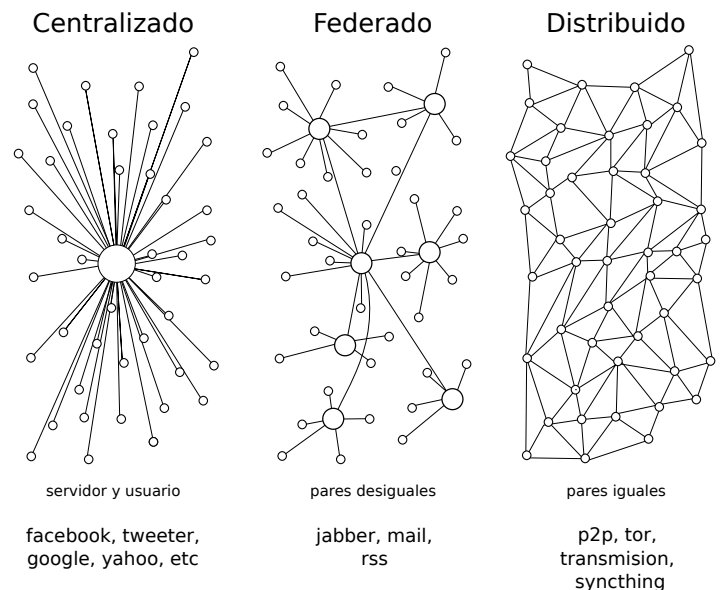 Centralizado
servidor y usuario
facebook, tweeter,
google, yahoo, etc
Federado
pares desiguales
jabber, mail,
rss
Distribuido
pares iguales
p2p, tor,
transmision,
syncthing